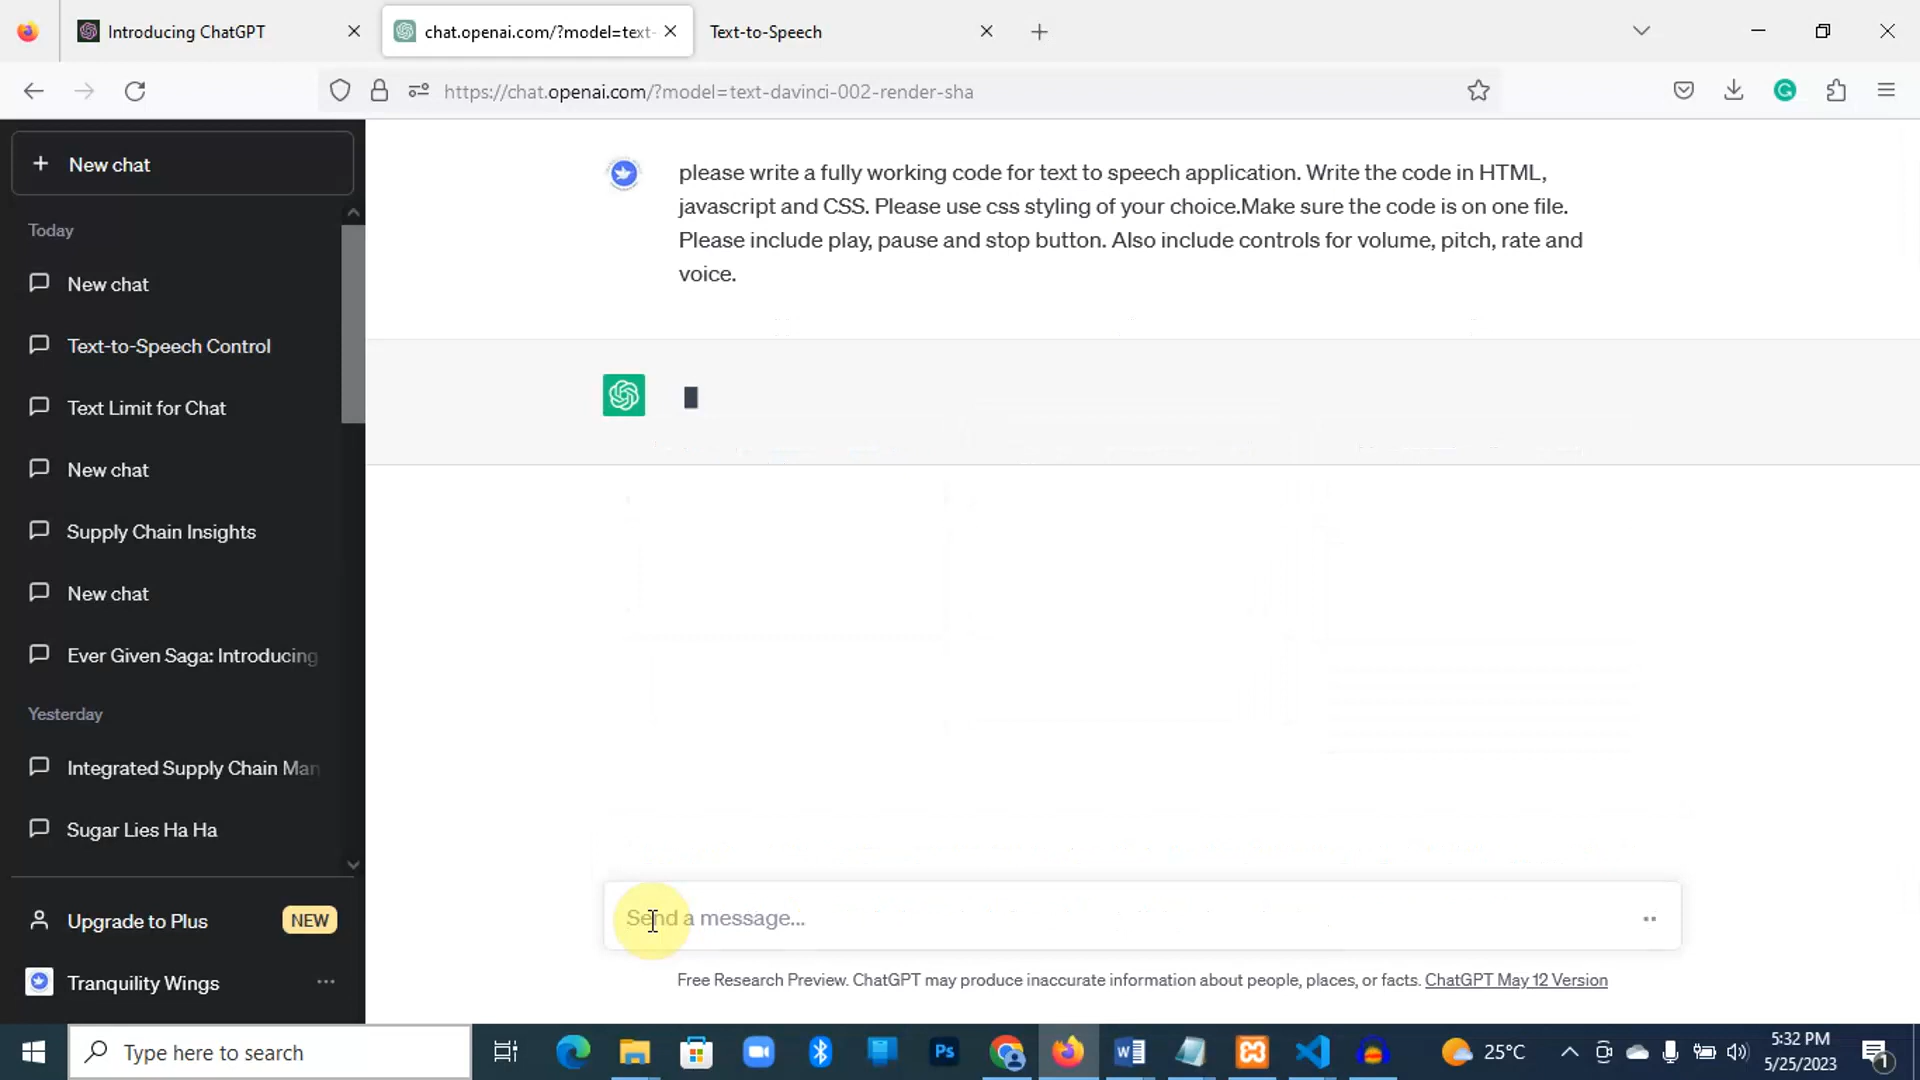 Introducing ChatGPT
chat.openai.com/?model=text-
Text-to-Speech
https://chat.openai.com/?model=text-davinci-002-render-sha
New chat
Today
New chat
Text-to-Speech Control
Text Limit for Chat
New chat
Supply Chain Insights
New chat
Ever Given Saga: Introducing
Yesterday
Integrated Supply Chain Man
Sugar Lies Ha Ha
Upgrade to Plus NEW
Tranquility Wings
please write a fully working code for text to speech application. Write the code in HTML,
javascript and CSS. Please use css styling of your choice.Make sure the code is on one file.
Please include play, pause and stop button. Also include controls for volume, pitch, rate and
voice.
Send a message...
Free Research Preview. ChatGPT may produce inaccurate information about people, places, or facts. ChatGPT May 12 Version
Type here to search
Ps
25°C
5:32 PM
5/25/2023
1